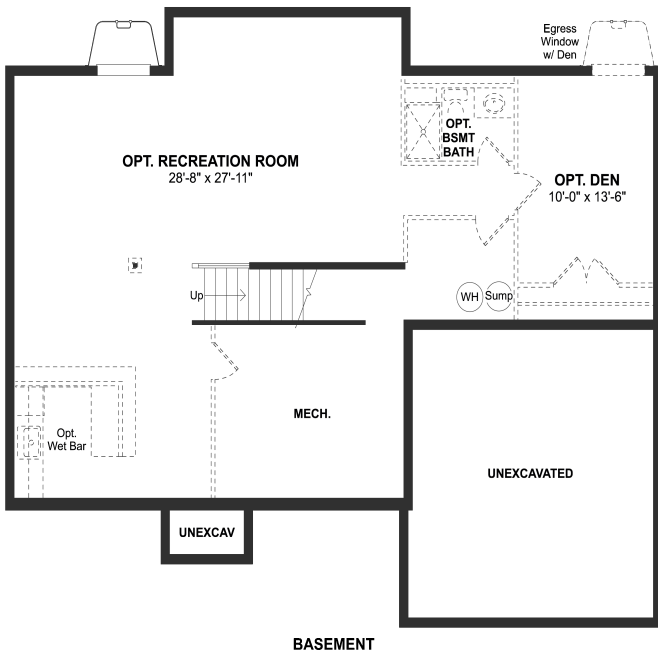 Egress
Window
w/ Den
OPT.
BSMT
BATH
OPT. RECREATION ROOM
28'-8" x 27'-11"
OPT. DEN
10'-0" x 13'-6"
Up
WH
Sump
MECH.
Opt.
Wet Bar
UNEXCAVATED
UNEXCAV
BASEMENT